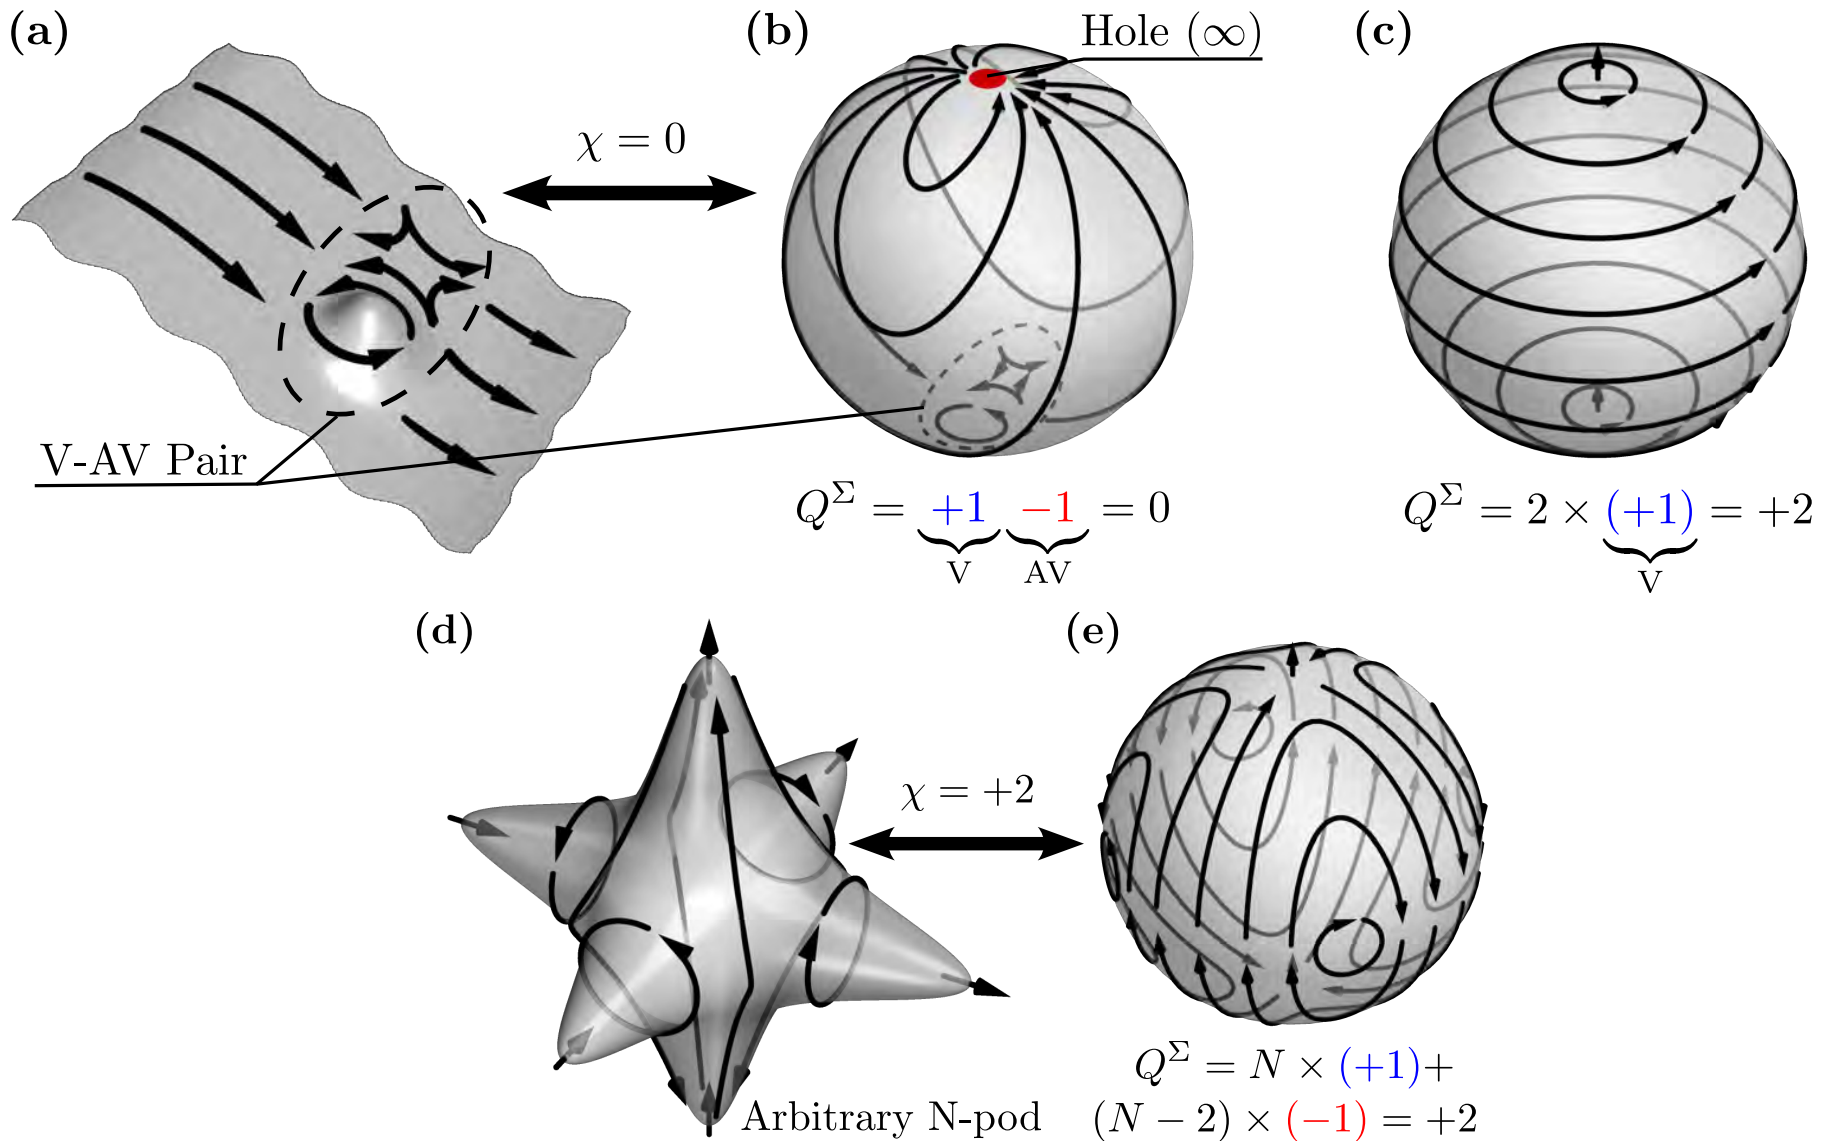 (a)
(b)
Hole (∞)
(c)
χ = 0
V-AV Pair
Q^Σ = +1 −1 = 0
V AV
Q^Σ = 2 × (+1) = +2
V
(d)
(e)
χ = +2
Q^Σ = N × (+1)+
(N − 2) × (−1) = +2
Arbitrary N-pod